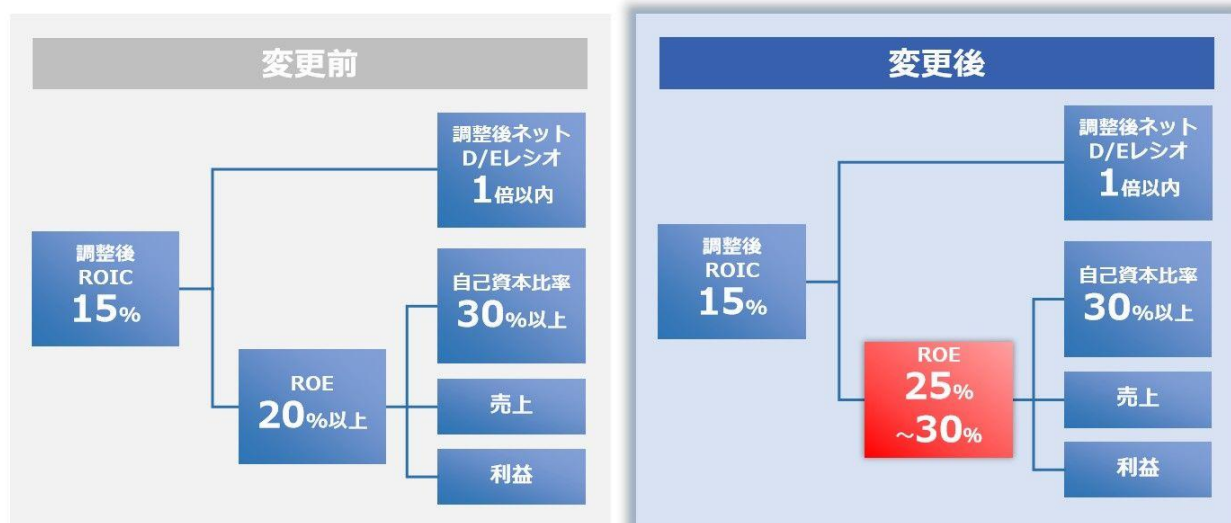 変更前
調整後ネット
D/Eレシオ
1倍以内
調整後
ROIC
15%
自己資本比率
30%以上
ROE
20%以上
売上
利益
変更後
調整後ネット
D/Eレシオ
1倍以内
調整後
ROIC
15%
自己資本比率
30%以上
ROE
25%
~30%
売上
利益